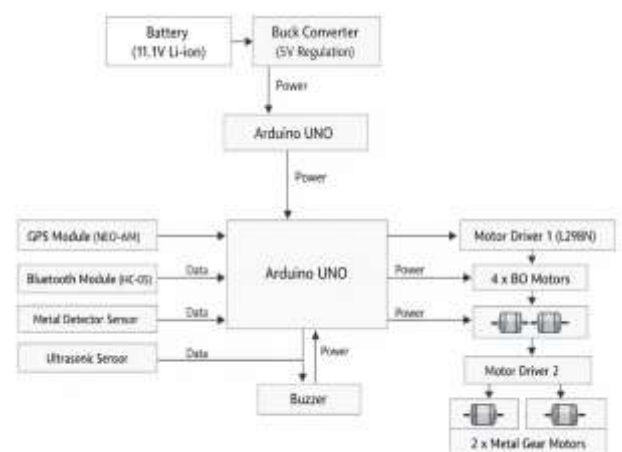 Battery
(11.1V Li-ion)
Buck Converter
(5V Regulation)
Power
Arduino UNO
Power
GPS Module (NEO-6M)
Motor Driver 1 (L298N)
Bluetooth Module (HC-05)
Data
Arduino UNO
Power
4 x BO Motors
Metal Detector Sensor
Data
Power
Ultrasonic Sensor
Data
Power
Motor Driver 2
Buzzer
2 x Metal Gear Motors